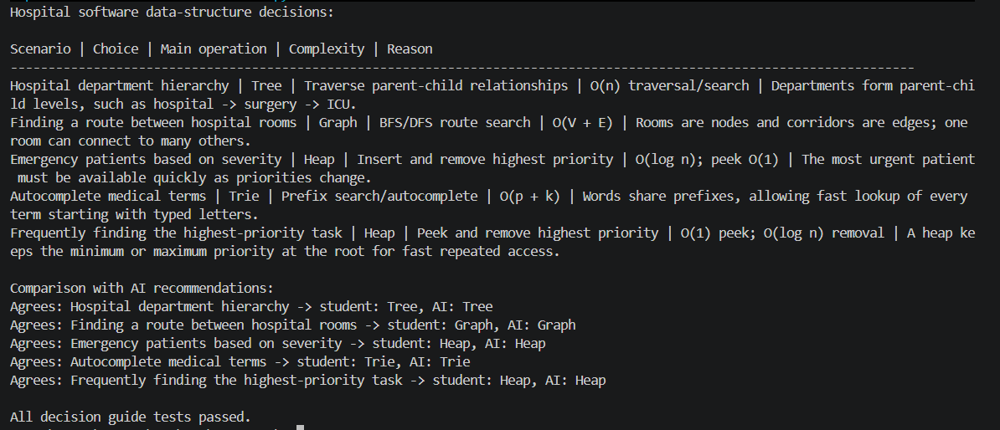 Hospital software data-structure decisions:
Scenario | Choice | Main operation | Complexity | Reason
------------------------------------------------------------------------------------------------------------------------
Hospital department hierarchy | Tree | Traverse parent-child relationships | O(n) traversal/search | Departments form parent-chi
ld levels, such as hospital -> surgery -> ICU.
Finding a route between hospital rooms | Graph | BFS/DFS route search | O(V + E) | Rooms are nodes and corridors are edges; one
room can connect to many others.
Emergency patients based on severity | Heap | Insert and remove highest priority | O(log n); peek O(1) | The most urgent patient
 must be available quickly as priorities change.
Autocomplete medical terms | Trie | Prefix search/autocomplete | O(p + k) | Words share prefixes, allowing fast lookup of every
term starting with typed letters.
Frequently finding the highest-priority task | Heap | Peek and remove highest priority | O(1) peek; O(log n) removal | A heap ke
eps the minimum or maximum priority at the root for fast repeated access.
Comparison with AI recommendations:
Agrees: Hospital department hierarchy -> student: Tree, AI: Tree
Agrees: Finding a route between hospital rooms -> student: Graph, AI: Graph
Agrees: Emergency patients based on severity -> student: Heap, AI: Heap
Agrees: Autocomplete medical terms -> student: Trie, AI: Trie
Agrees: Frequently finding the highest-priority task -> student: Heap, AI: Heap
All decision guide tests passed.